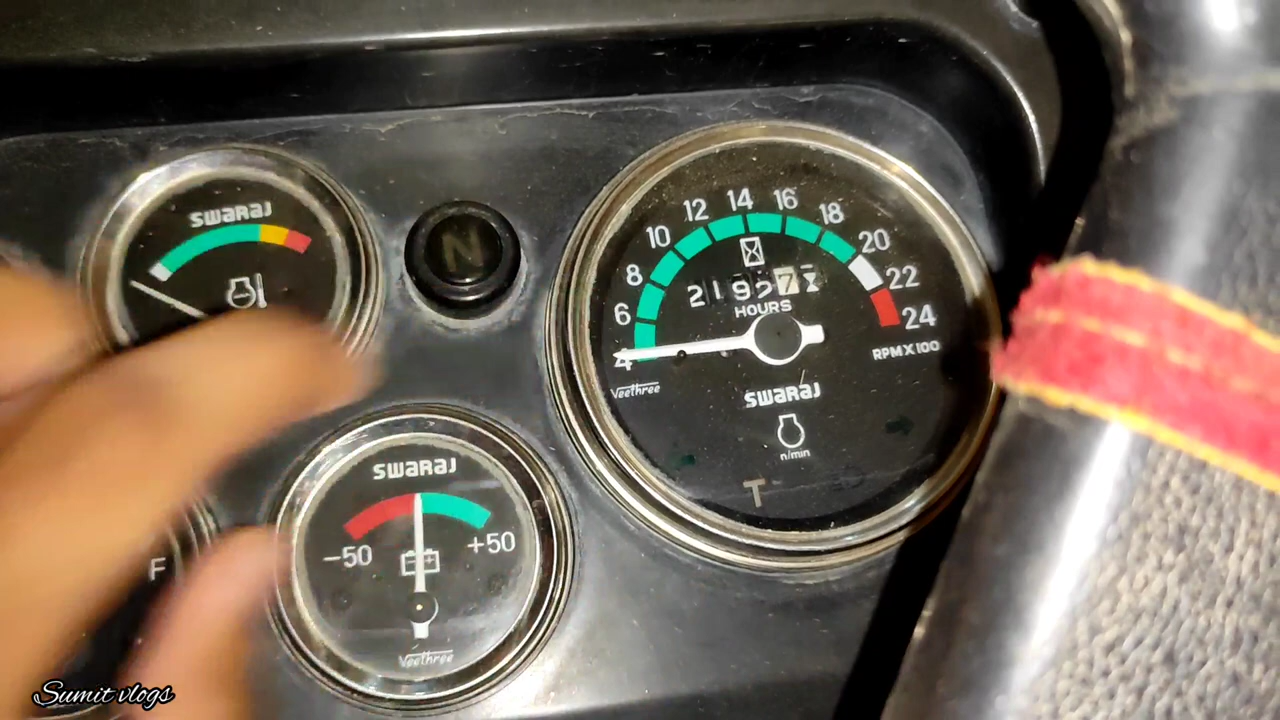 SWARAJ
N
4
6
8
10
12
14
16
18
20
22
24
HOURS
RPM X 100
Veethree
SWARAJ
n/min
T
SWARAJ
-50
+50
Veethree
F
Sumit vlogs